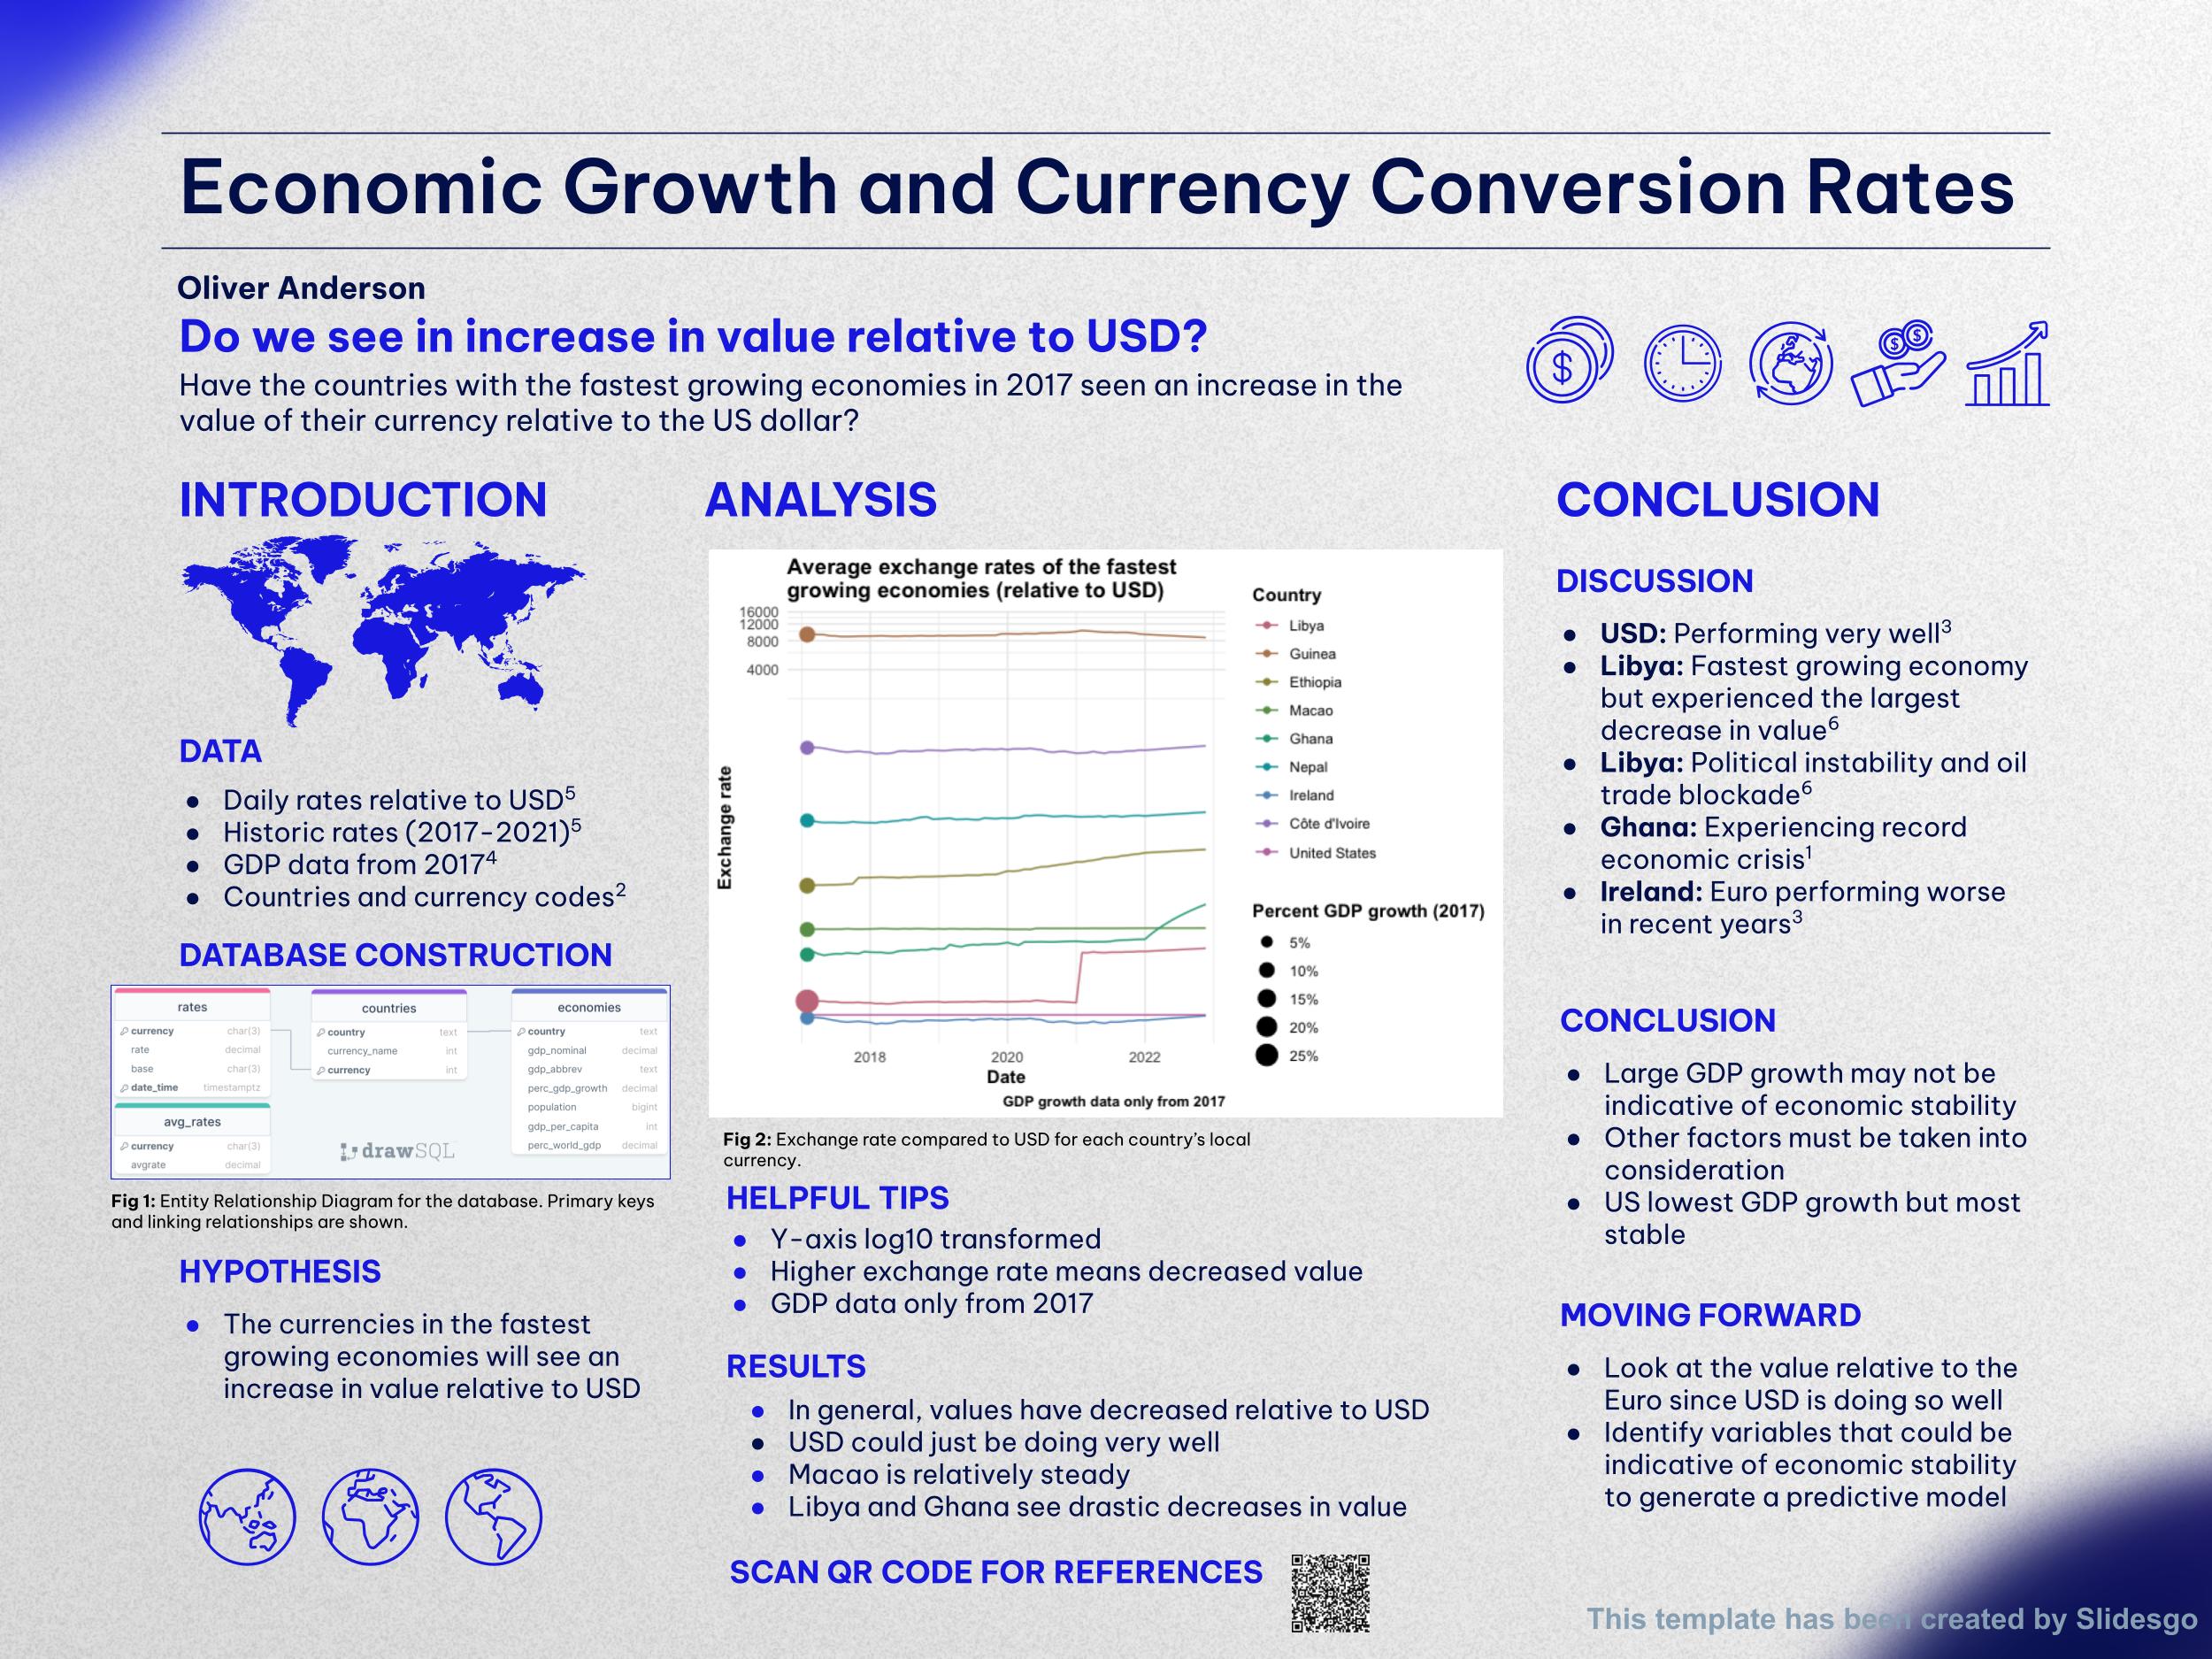 Economic Growth and Currency Conversion Rates
Oliver Anderson
Do we see in increase in value relative to USD?
Have the countries with the fastest growing economies in 2017 seen an increase in the
value of their currency relative to the US dollar?
INTRODUCTION
DATA
● Daily rates relative to USD⁵
● Historic rates (2017-2021)⁵
● GDP data from 2017⁴
● Countries and currency codes²
DATABASE CONSTRUCTION
rates
currency char(3)
rate decimal
base char(3)
date_time timestamptz
avg_rates
currency char(3)
avgrate decimal
countries
country text
currency_name int
currency int
economies
country text
gdp_nominal decimal
gdp_abbrev text
perc_gdp_growth decimal
population bigint
gdp_per_capita int
perc_world_gdp decimal
drawSQL
Fig 1: Entity Relationship Diagram for the database. Primary keys
and linking relationships are shown.
HYPOTHESIS
● The currencies in the fastest
growing economies will see an
increase in value relative to USD
ANALYSIS
Average exchange rates of the fastest
growing economies (relative to USD)
16000
12000
8000
4000
Exchange rate
2018 2020 2022
Date
GDP growth data only from 2017
Country
Libya
Guinea
Ethiopia
Macao
Ghana
Nepal
Ireland
Côte d'Ivoire
United States
Percent GDP growth (2017)
5%
10%
15%
20%
25%
Fig 2: Exchange rate compared to USD for each country's local
currency.
HELPFUL TIPS
● Y-axis log10 transformed
● Higher exchange rate means decreased value
● GDP data only from 2017
RESULTS
● In general, values have decreased relative to USD
● USD could just be doing very well
● Macao is relatively steady
● Libya and Ghana see drastic decreases in value
SCAN QR CODE FOR REFERENCES
CONCLUSION
DISCUSSION
● USD: Performing very well³
● Libya: Fastest growing economy
but experienced the largest
decrease in value⁶
● Libya: Political instability and oil
trade blockade⁶
● Ghana: Experiencing record
economic crisis¹
● Ireland: Euro performing worse
in recent years³
CONCLUSION
● Large GDP growth may not be
indicative of economic stability
● Other factors must be taken into
consideration
● US lowest GDP growth but most
stable
MOVING FORWARD
● Look at the value relative to the
Euro since USD is doing so well
● Identify variables that could be
indicative of economic stability
to generate a predictive model
This template has been created by Slidesgo